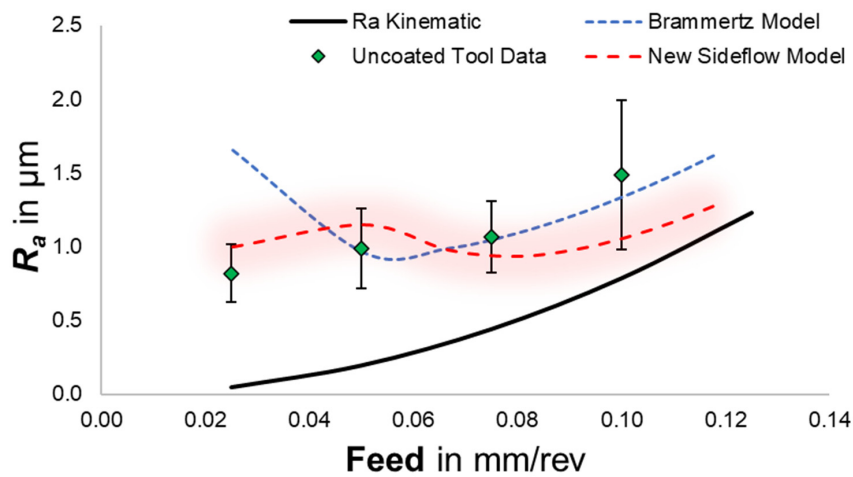 2.5
Ra Kinematic
Brammertz Model
Uncoated Tool Data
New Sideflow Model
2.0
1.5
1.0
0.5
0.0
Ra in μm
0.00 0.02 0.04 0.06 0.08 0.10 0.12 0.14
Feed in mm/rev